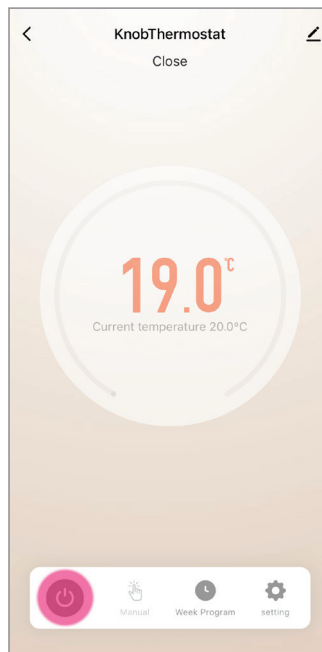 KnobThermostat
Close
19.0℃
Current temperature 20.0°C
Manual
Week Program
setting